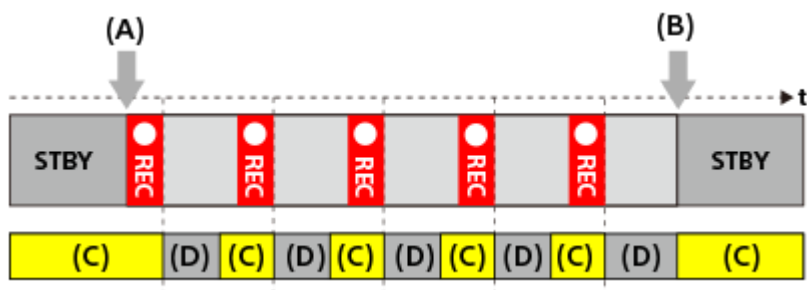 (A) (B)
t
STBY REC REC REC REC REC STBY
(C) (D) (C) (D) (C) (D) (C) (D) (C) (D) (C)